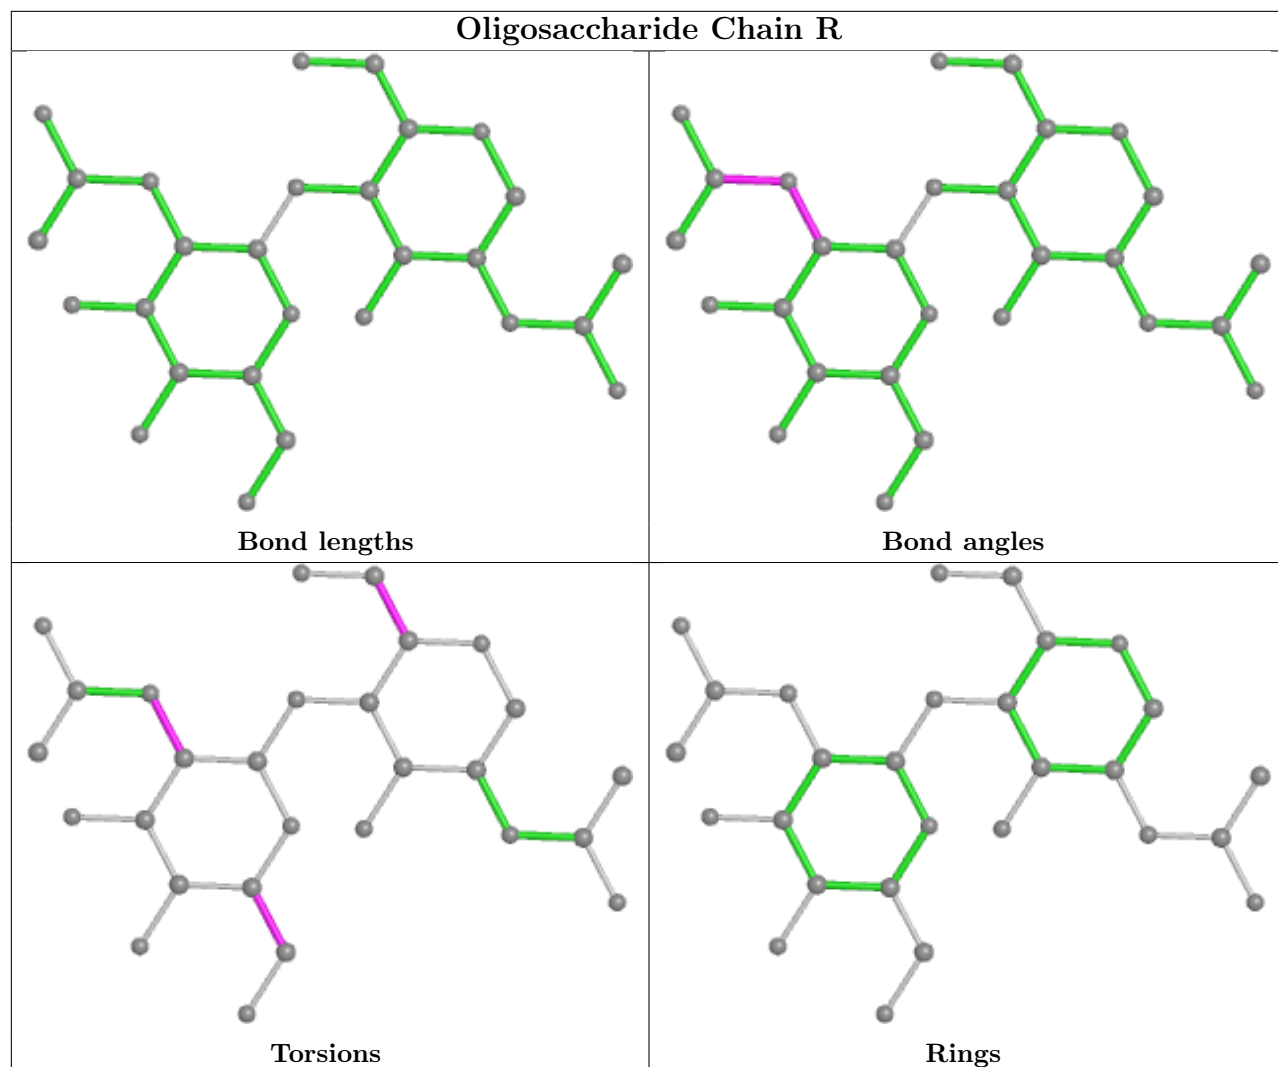 Oligosaccharide Chain R
Bond lengths
Bond angles
Torsions
Rings